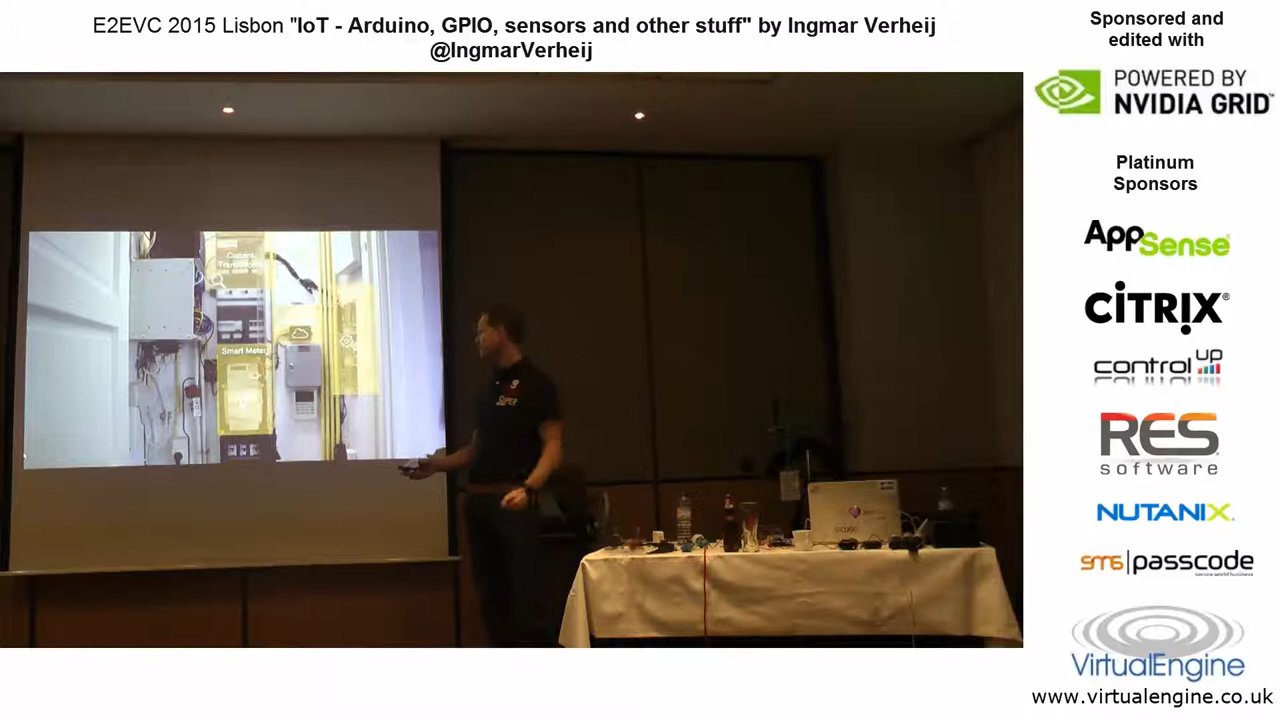 E2EVC 2015 Lisbon "IoT - Arduino, GPIO, sensors and other stuff" by Ingmar Verheij
@IngmarVerheij
Sponsored and
edited with
POWERED BY
NVIDIA GRID™
Platinum
Sponsors
AppSense®
CITRIX®
control up
RES
software
NUTANIX
sms|passcode
VirtualEngine
www.virtualengine.co.uk
Smart Meter